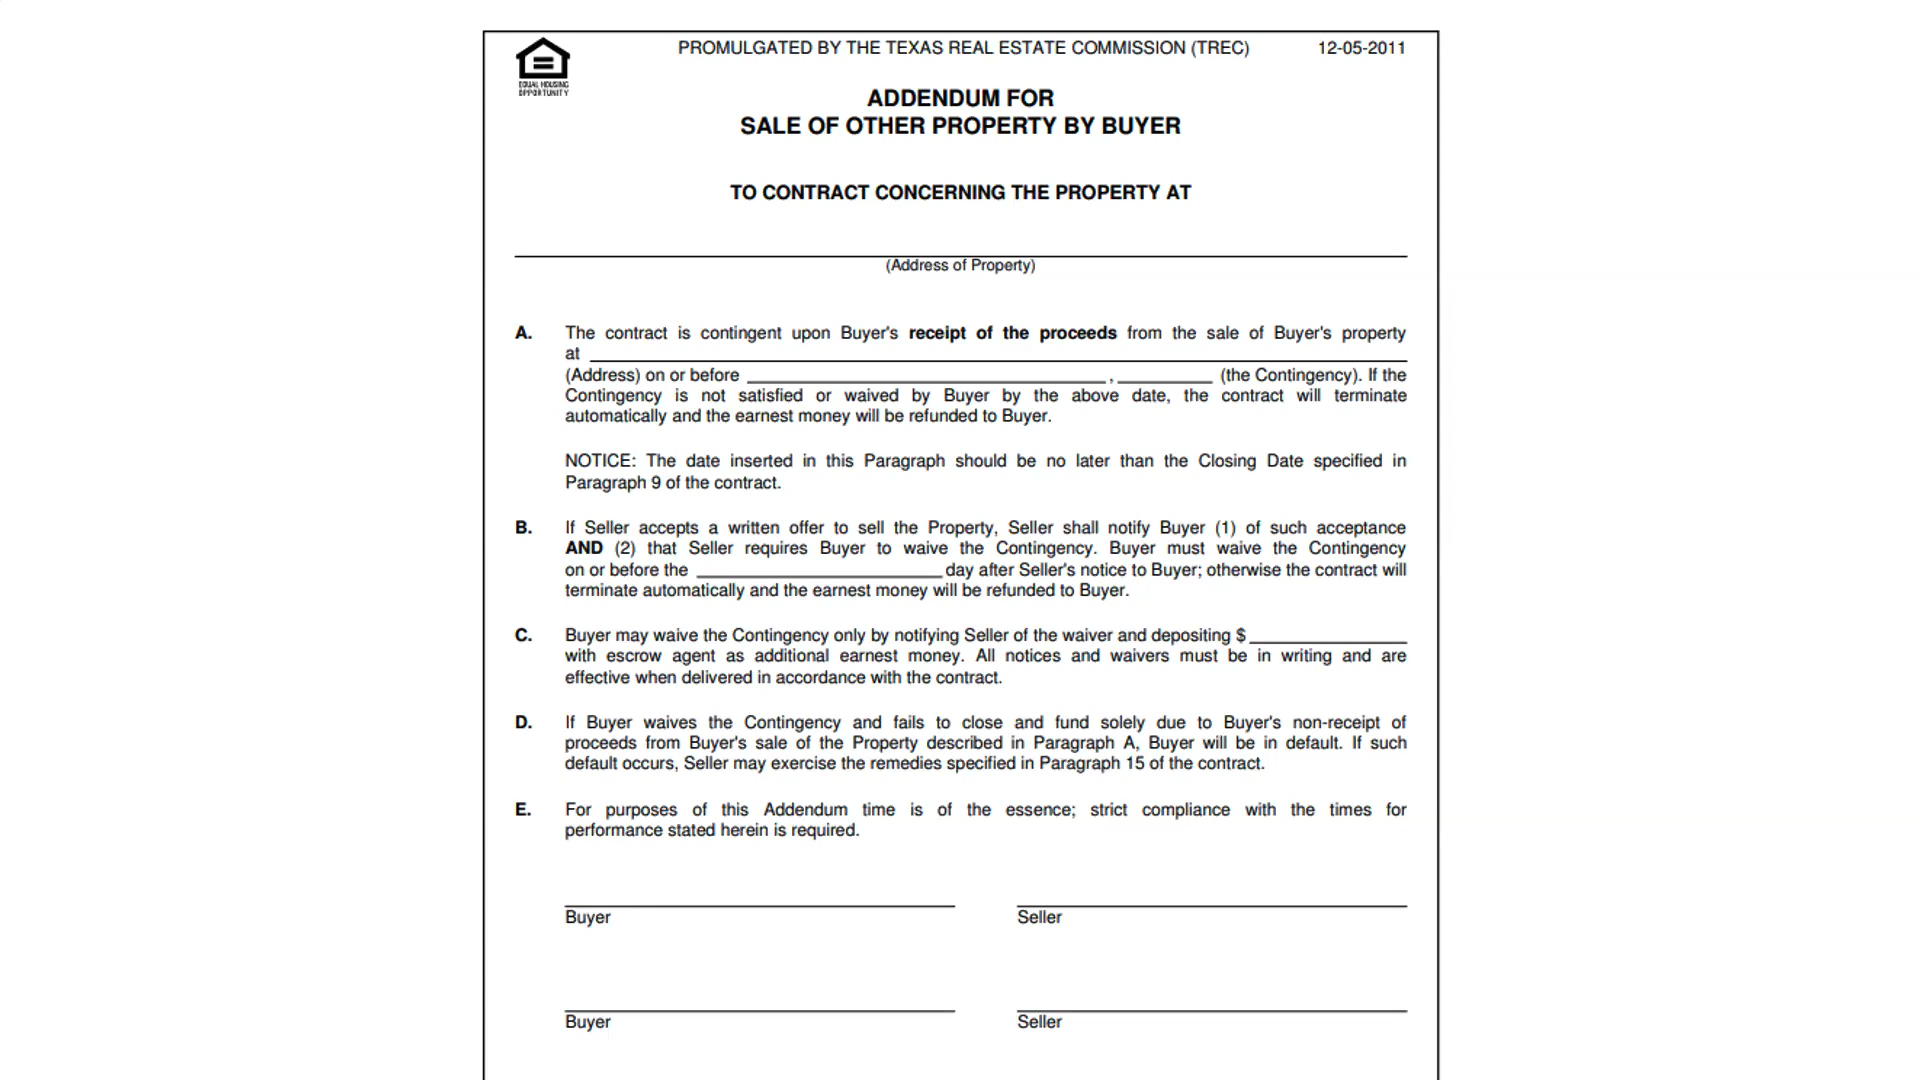 PROMULGATED BY THE TEXAS REAL ESTATE COMMISSION (TREC) 12-05-2011
EQUAL HOUSING
OPPORTUNITY
ADDENDUM FOR
SALE OF OTHER PROPERTY BY BUYER
TO CONTRACT CONCERNING THE PROPERTY AT
(Address of Property)
A. The contract is contingent upon Buyer's receipt of the proceeds from the sale of Buyer's property
at
(Address) on or before , (the Contingency). If the
Contingency is not satisfied or waived by Buyer by the above date, the contract will terminate
automatically and the earnest money will be refunded to Buyer.
NOTICE: The date inserted in this Paragraph should be no later than the Closing Date specified in
Paragraph 9 of the contract.
B. If Seller accepts a written offer to sell the Property, Seller shall notify Buyer (1) of such acceptance
AND (2) that Seller requires Buyer to waive the Contingency. Buyer must waive the Contingency
on or before the day after Seller's notice to Buyer; otherwise the contract will
terminate automatically and the earnest money will be refunded to Buyer.
C. Buyer may waive the Contingency only by notifying Seller of the waiver and depositing $
with escrow agent as additional earnest money. All notices and waivers must be in writing and are
effective when delivered in accordance with the contract.
D. If Buyer waives the Contingency and fails to close and fund solely due to Buyer's non-receipt of
proceeds from Buyer's sale of the Property described in Paragraph A, Buyer will be in default. If such
default occurs, Seller may exercise the remedies specified in Paragraph 15 of the contract.
E. For purposes of this Addendum time is of the essence; strict compliance with the times for
performance stated herein is required.
Buyer Seller
Buyer Seller